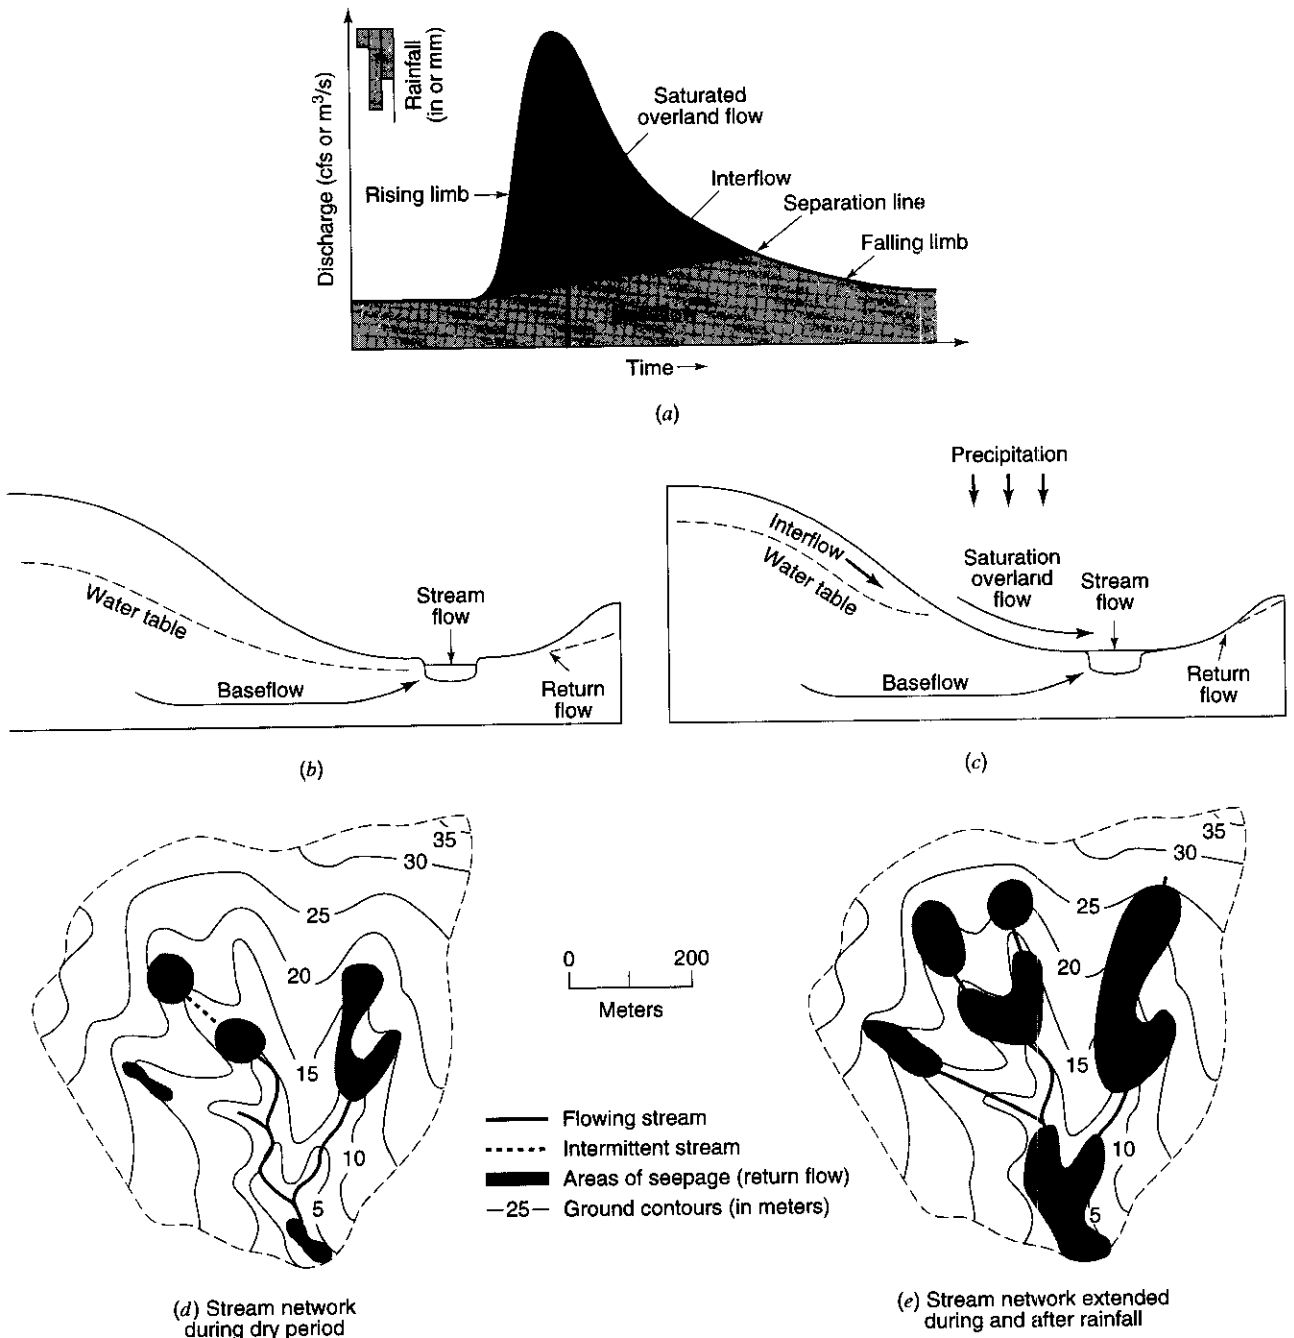 Discharge (cfs or m³/s)
Rainfall
(in or mm)
Saturated
overland flow
Rising limb
Interflow
Separation line
Falling limb
Time
(a)
Water table
Stream
flow
Baseflow
Return
flow
(b)
Precipitation
Interflow
Water table
Saturation
overland
flow
Stream
flow
Baseflow
Return
flow
(c)
35
30
25
20
15
10
5
0 200
Meters
Flowing stream
Intermittent stream
Areas of seepage (return flow)
—25— Ground contours (in meters)
35
30
25
20
15
10
5
(d) Stream network
during dry period
(e) Stream network extended
during and after rainfall